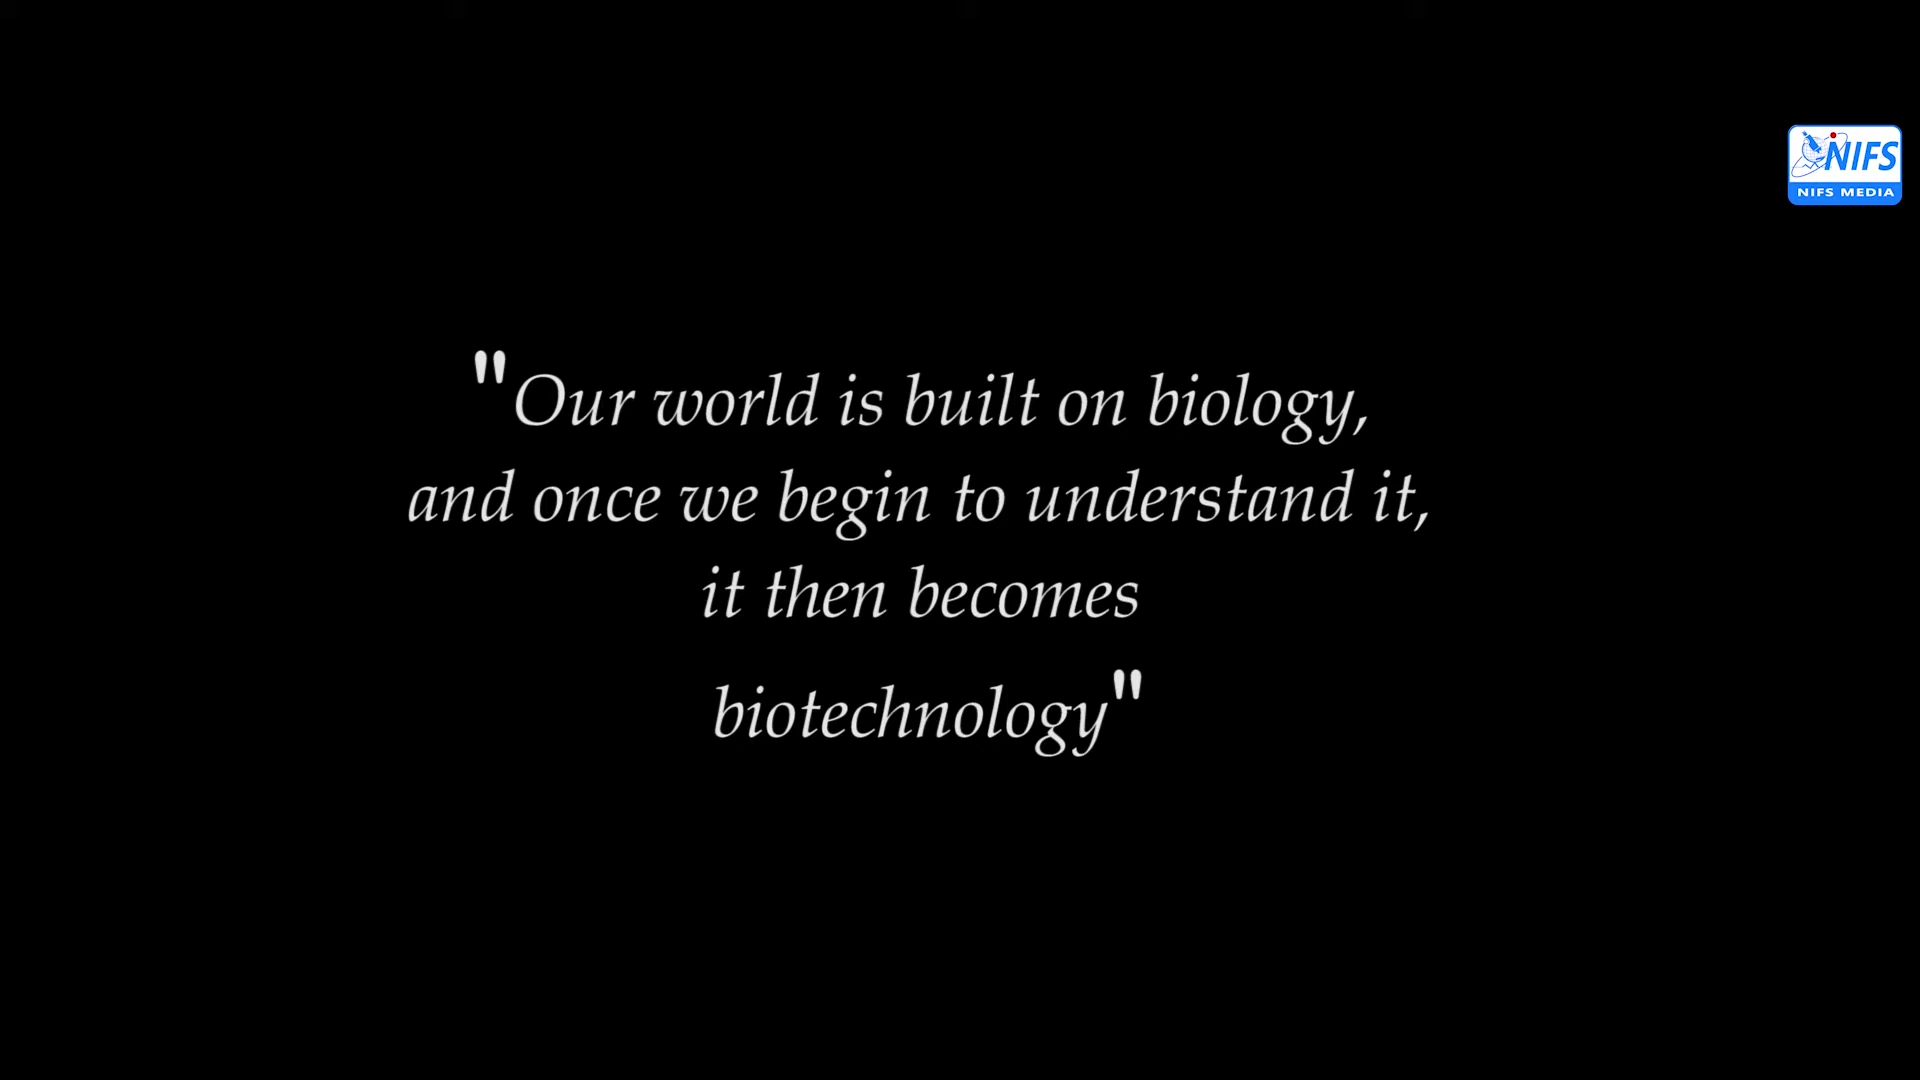 NIFS
NIFS MEDIA
"Our world is built on biology,
and once we begin to understand it,
it then becomes
biotechnology"